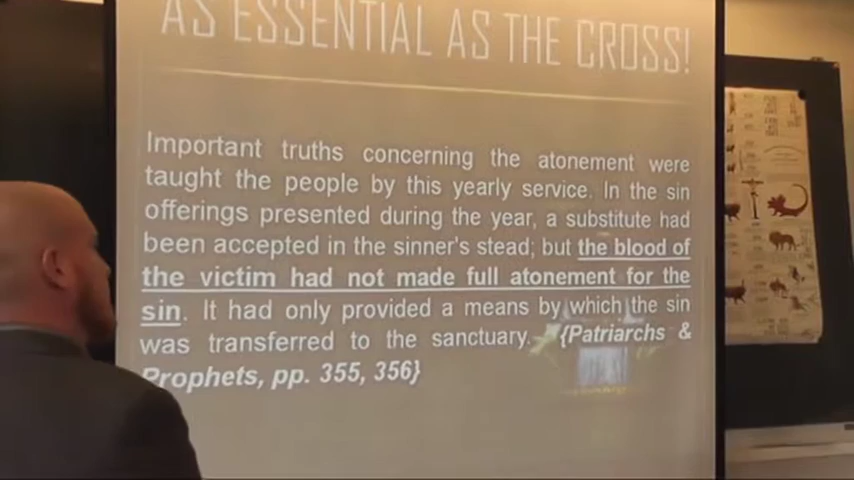 AS ESSENTIAL AS THE CROSS!
Important truths concerning the atonement were
taught the people by this yearly service. In the sin
offerings presented during the year, a substitute had
been accepted in the sinner's stead; but the blood of
the victim had not made full atonement for the
sin. It had only provided a means by which the sin
was transferred to the sanctuary. {Patriarchs &
Prophets, pp. 355, 356}